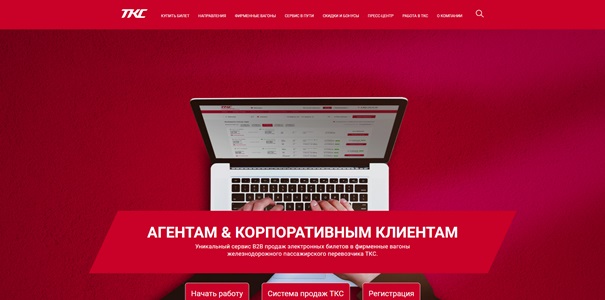 ТКС
КУПИТЬ БИЛЕТ НАПРАВЛЕНИЯ ФИРМЕННЫЕ ВАГОНЫ СЕРВИС В ПУТИ СКИДКИ И БОНУСЫ ПРЕСС-ЦЕНТР РАБОТА В ТКС О КОМПАНИИ
АГЕНТАМ & КОРПОРАТИВНЫМ КЛИЕНТАМ
Уникальный сервис B2B продаж электронных билетов в фирменные вагоны
железнодорожного пассажирского перевозчика ТКС.
Начать работу Система продаж ТКС Регистрация